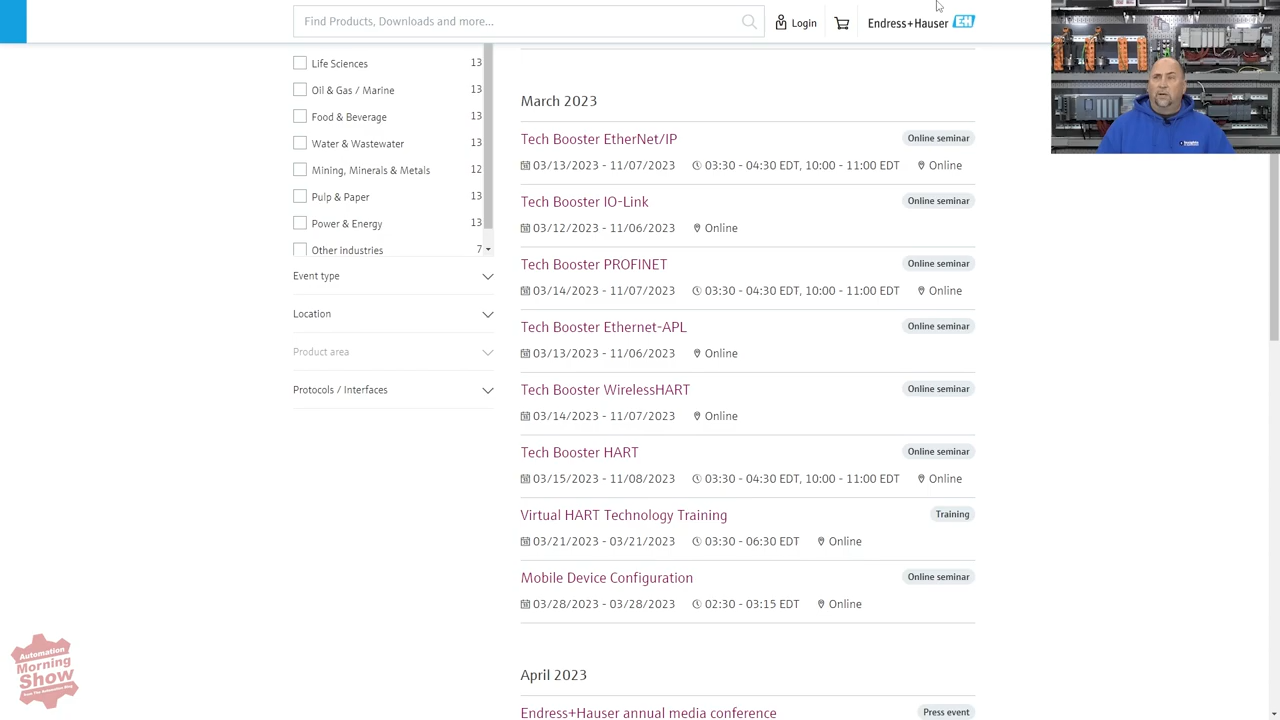 Find Products, Downloads and more...
Login
Endress+Hauser
Life Sciences 13
Oil & Gas / Marine 13
Food & Beverage 13
Water & Wastewater 13
Mining, Minerals & Metals 12
Pulp & Paper 13
Power & Energy 13
Other industries 7
Event type
Location
Product area
Protocols / Interfaces
March 2023
Tech Booster EtherNet/IP Online seminar
11/07/2023 03:30 - 04:30 EDT, 10:00 - 11:00 EDT Online
Tech Booster IO-Link Online seminar
03/12/2023 - 11/06/2023 Online
Tech Booster PROFINET Online seminar
03/14/2023 - 11/07/2023 03:30 - 04:30 EDT, 10:00 - 11:00 EDT Online
Tech Booster Ethernet-APL Online seminar
03/13/2023 - 11/06/2023 Online
Tech Booster WirelessHART Online seminar
03/14/2023 - 11/07/2023 Online
Tech Booster HART Online seminar
03/15/2023 - 11/08/2023 03:30 - 04:30 EDT, 10:00 - 11:00 EDT Online
Virtual HART Technology Training Training
03/21/2023 - 03/21/2023 03:30 - 06:30 EDT Online
Mobile Device Configuration Online seminar
03/28/2023 - 03/28/2023 02:30 - 03:15 EDT Online
April 2023
Endress+Hauser annual media conference Press event
Automation
Morning
Show
from The Automation Blog